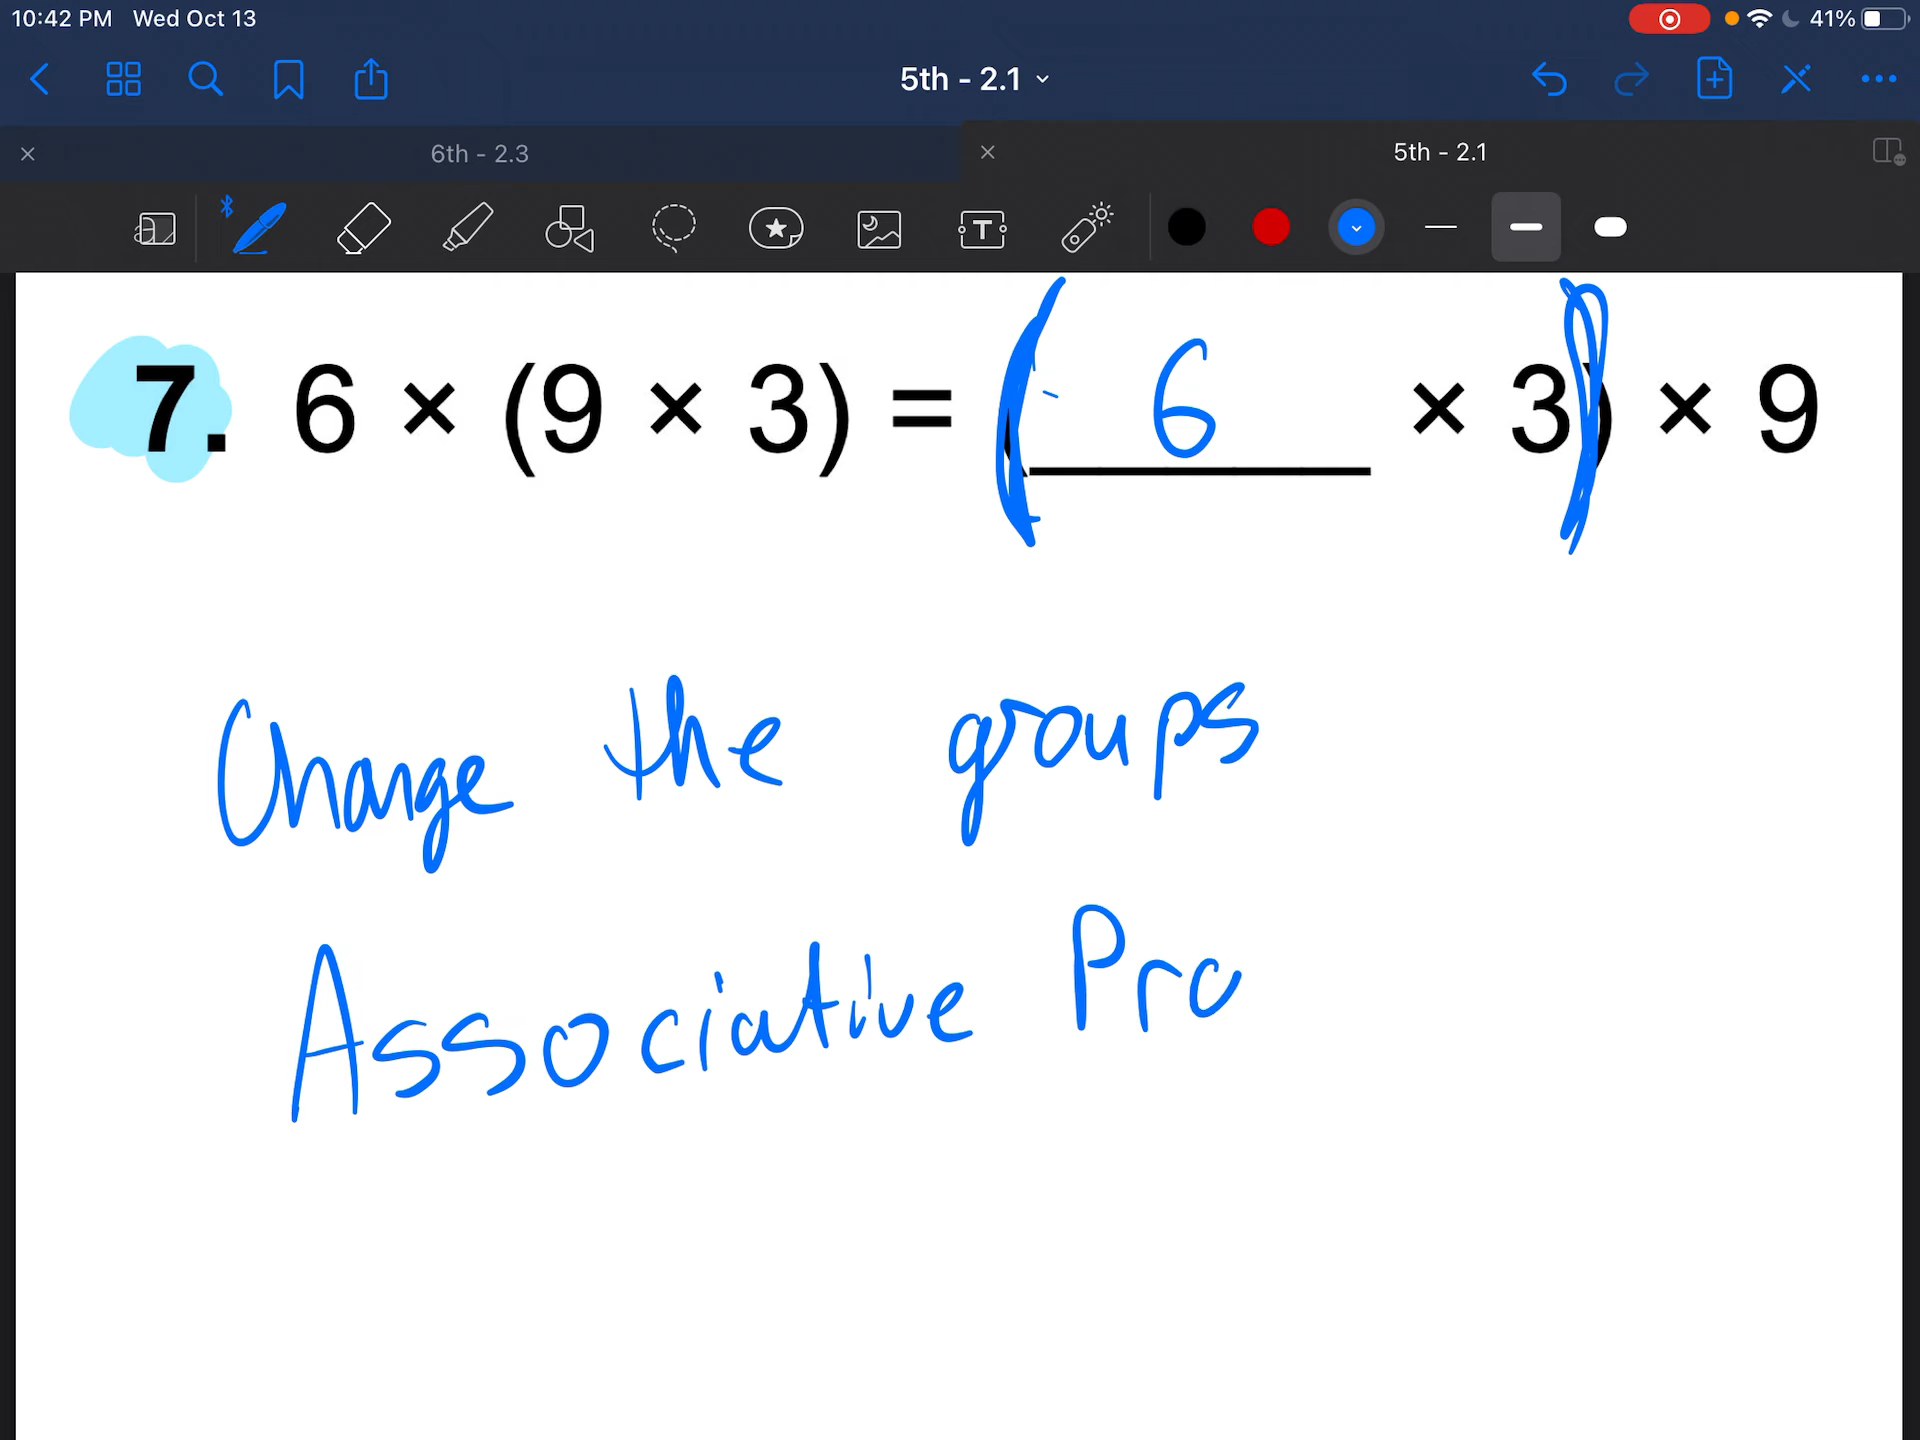 10:42 PM Wed Oct 13 41%
5th - 2.1
6th - 2.3 5th - 2.1
7. 6 × (9 × 3) = ( 6 × 3) × 9
Change the groups
Associative Pro